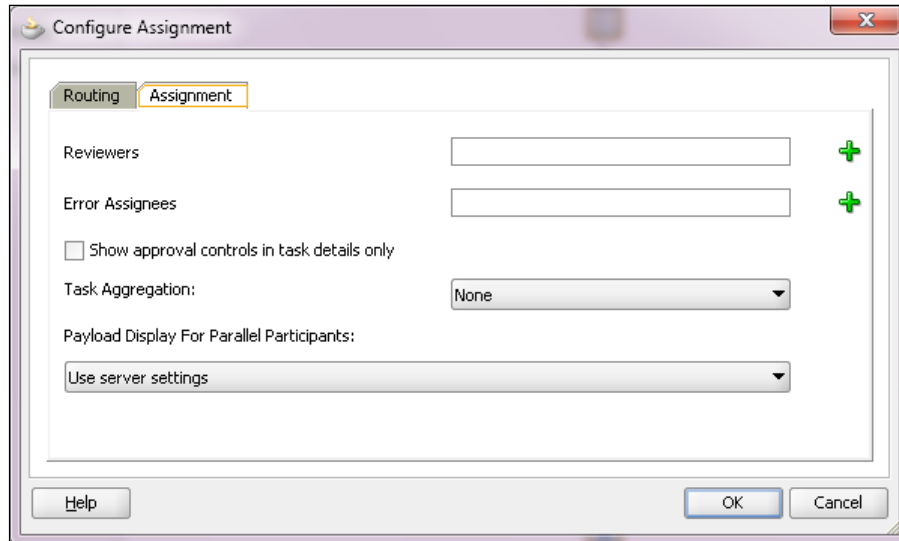 Configure Assignment
Routing Assignment
Reviewers
Error Assignees
Show approval controls in task details only
Task Aggregation: None
Payload Display For Parallel Participants:
Use server settings
Help OK Cancel